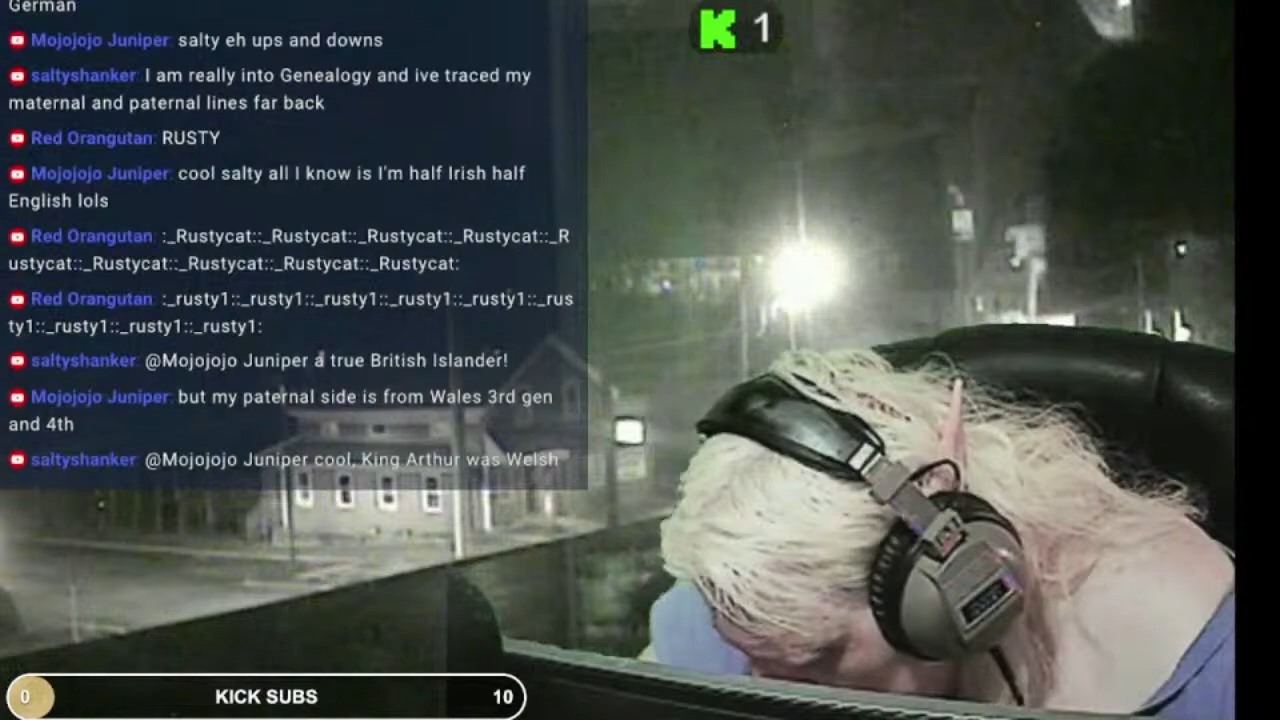 German
Mojojojo Juniper: salty eh ups and downs
saltyshanker: I am really into Genealogy and ive traced my
maternal and paternal lines far back
Red Orangutan: RUSTY
Mojojojo Juniper: cool salty all I know is I'm half Irish half
English lols
Red Orangutan: :_Rustycat::_Rustycat::_Rustycat::_Rustycat::_R
ustycat::_Rustycat::_Rustycat::_Rustycat::_Rustycat:
Red Orangutan: :_rusty1::_rusty1::_rusty1::_rusty1::_rusty1::_rus
ty1::_rusty1::_rusty1::_rusty1:
saltyshanker: @Mojojojo Juniper a true British Islander!
Mojojojo Juniper: but my paternal side is from Wales 3rd gen
and 4th
saltyshanker: @Mojojojo Juniper cool, King Arthur was Welsh
K 1
0 KICK SUBS 10